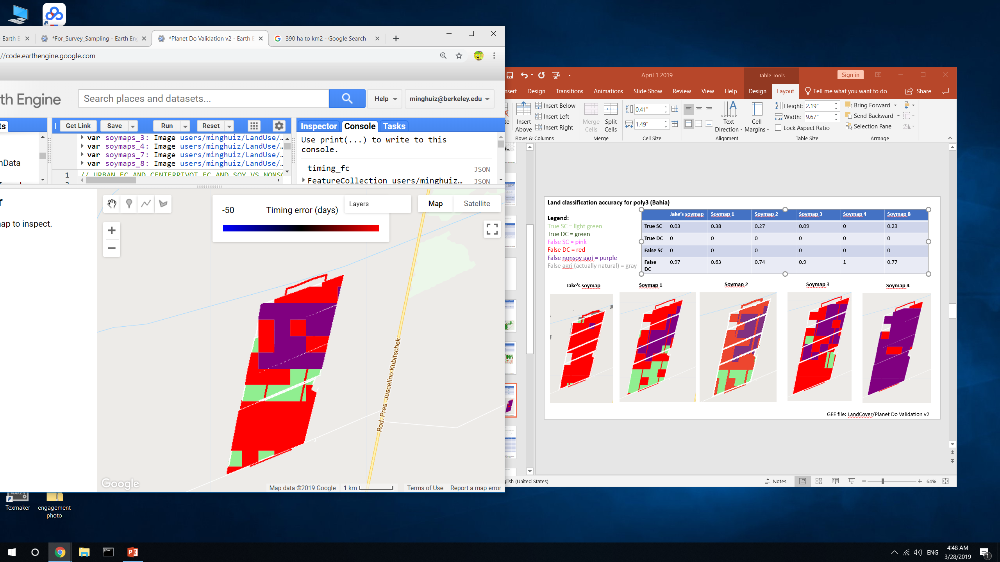 - Earth E
*For_Survey_Sampling - Earth Eng
*Planet Do Validation v2 - Earth E
390 ha to km2 - Google Search
//code.earthengine.google.com
th Engine
Search places and datasets...
Help
minghuiz@berkeley.edu
ts
Get Link
Save
Run
Reset
Inspector
Console
Tasks
var soymaps_3: Image users/minghuiz/LandUse/…
var soymaps_4: Image users/minghuiz/LandUse/…
var soymaps_7: Image users/minghuiz/LandUse/…
var soymaps_8: Image users/minghuiz/LandUse/…
1 // URBAN FC AND CENTERPIVOT FC AND SOY VS NONSO
Use print(...) to write to this
console.
timing_fc
JSON
FeatureCollection users/minghuiz…
JSON
nData
r
ap to inspect.
-50
Timing error (days)
Layers
Map
Satellite
Rod. Pres. Juscelino Kubitschek
Google
Map data ©2019 Google
1 km
Terms of Use
Report a map error
April 1 2019
Table Tools
Sign in
nsert
Design
Transitions
Animations
Slide Show
Review
View
Help
Design
Layout
Tell me what you want to do
Share
Insert
Above
Insert Below
Insert Left
Insert Right
Rows & Columns
Merge
Cells
Split
Cells
Merge
0.41"
1.49"
Cell Size
Text
Direction
Cell
Margins
Alignment
Height: 2.19"
Width: 9.67"
Lock Aspect Ratio
Table Size
Bring Forward
Send Backward
Selection Pane
Arrange
Land classification accuracy for poly3 (Bahia)
Legend:
True SC = light green
True DC = green
False SC = pink
False DC = red
False nonsoy agri = purple
False agri (actually natural) = gray
Jake's soymap Soymap 1 Soymap 2 Soymap 3 Soymap 4 Soymap 8
True SC 0.03 0.38 0.27 0.09 0 0.23
True DC 0 0 0 0 0 0
False SC 0 0 0 0 0 0
False DC 0.97 0.63 0.74 0.9 1 0.77
Jake's soymap
Soymap 1
Soymap 2
Soymap 3
Soymap 4
GEE file: LandCover/Planet Do Validation v2
glish (United States)
Notes
64%
Texmaker
engagement
photo
ENG
4:48 AM
3/28/2019
1